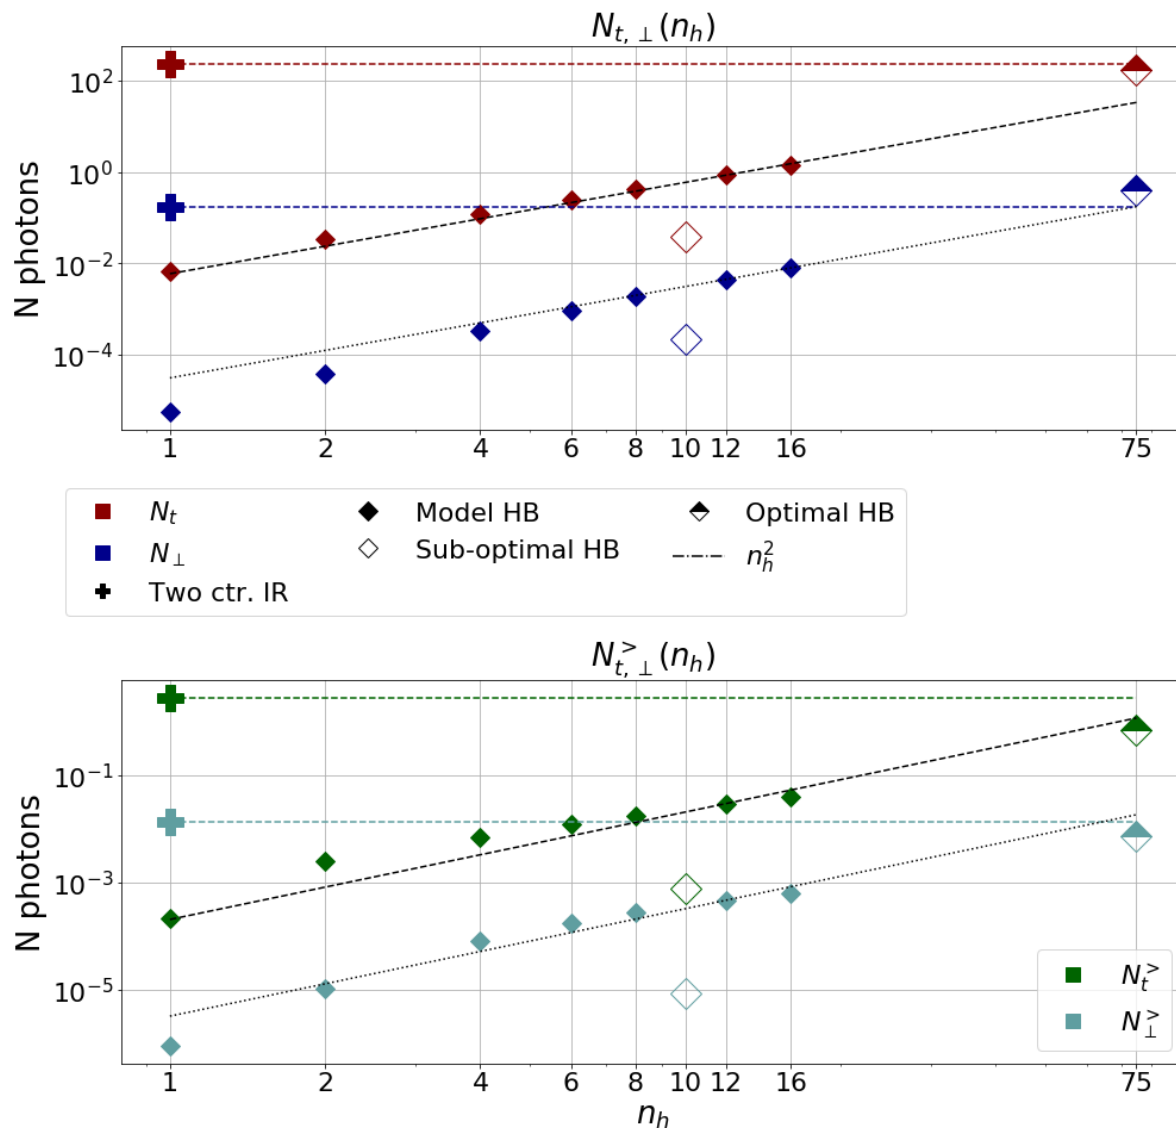 N_{t,⊥}(n_h)
10^2
10^0
10^{-2}
10^{-4}
N photons
1 2 4 6 8 10 12 16 75
N_t Model HB Optimal HB
N_⊥ Sub-optimal HB n_h^2
Two ctr. IR
N^>_{t,⊥}(n_h)
10^{-1}
10^{-3}
10^{-5}
N photons
N_t^>
N_⊥^>
1 2 4 6 8 10 12 16 75
n_h